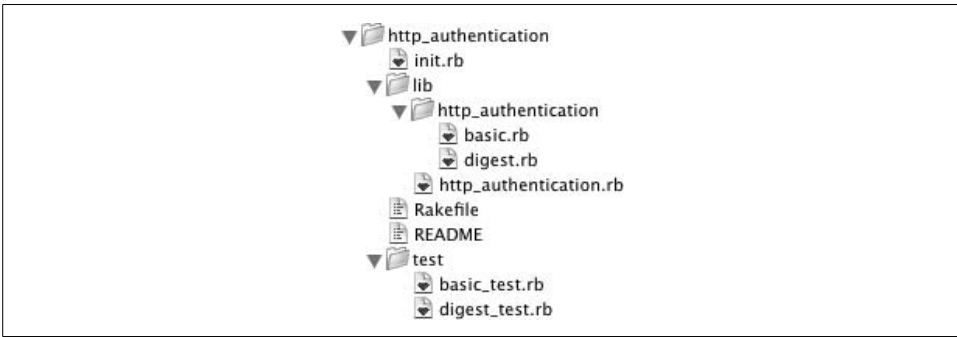 http_authentication
init.rb
lib
http_authentication
basic.rb
digest.rb
http_authentication.rb
Rakefile
README
test
basic_test.rb
digest_test.rb